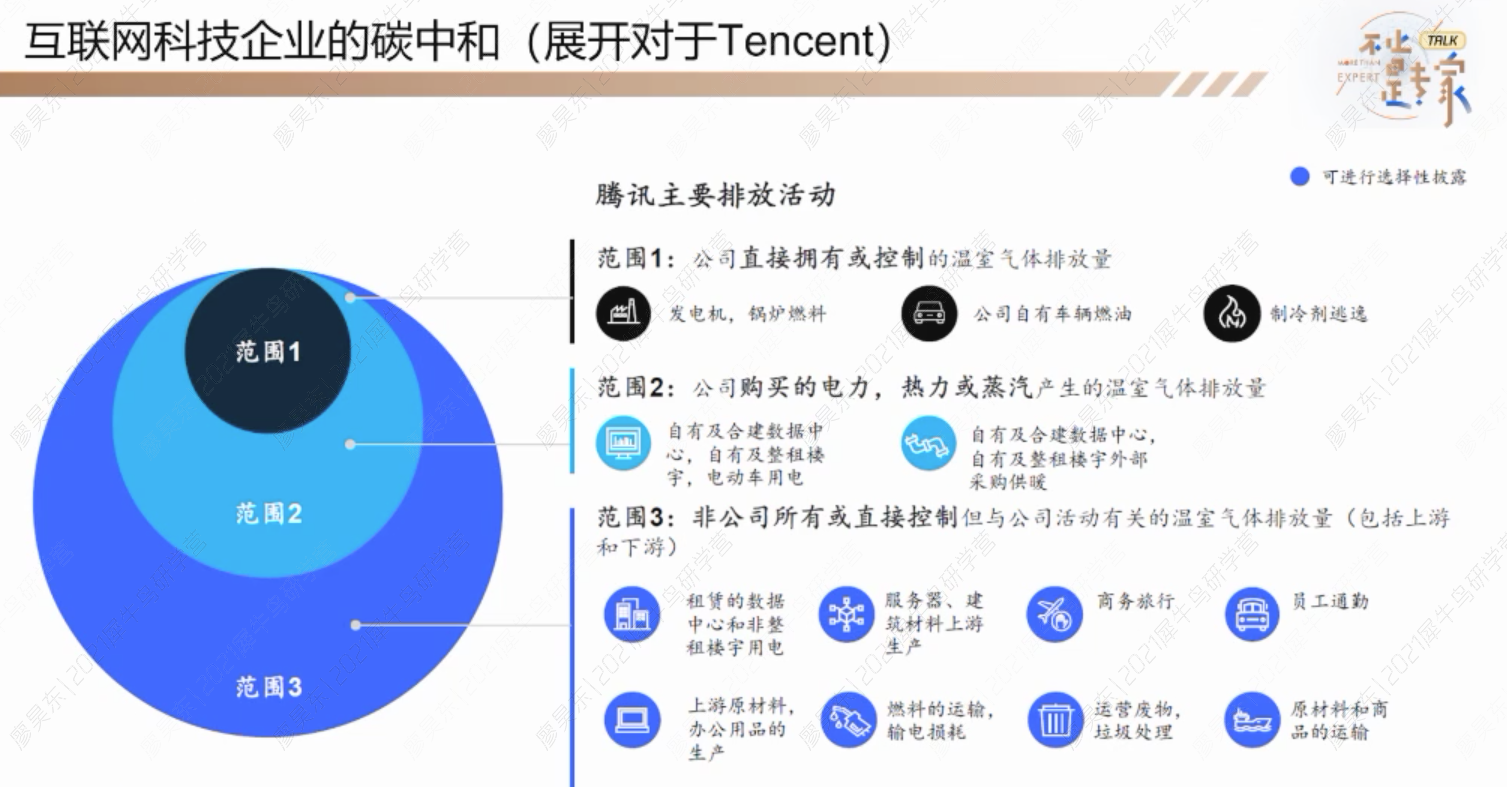 互联网科技企业的碳中和（展开对于Tencent）
不止
TALK
MORE THAN
EXPERT
是专家
可进行选择性披露
腾讯主要排放活动
范围1：公司直接拥有或控制的温室气体排放量
发电机，锅炉燃料
公司自有车辆燃油
制冷剂逃逸
范围2：公司购买的电力，热力或蒸汽产生的温室气体排放量
自有及合建数据中
心，自有及整租楼
宇，电动车用电
自有及合建数据中心，
自有及整租楼宇外部
采购供暖
范围3：非公司所有或直接控制但与公司活动有关的温室气体排放量（包括上游
和下游）
租赁的数据
中心和非整
租楼宇用电
服务器、建
筑材料上游
生产
商务旅行
员工通勤
上游原材料，
办公用品的
生产
燃料的运输，
输电损耗
运营废物，
垃圾处理
原材料和商
品的运输
范围1
范围2
范围3
廖昊东|2021犀牛鸟研学营